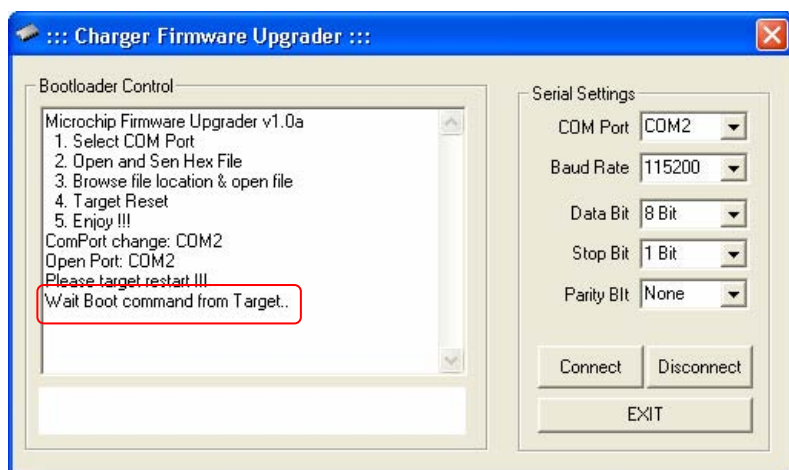 ::: Charger Firmware Upgrader :::
Bootloader Control
Microchip Firmware Upgrader v1.0a
1. Select COM Port
2. Open and Sen Hex File
3. Browse file location & open file
4. Target Reset
5. Enjoy !!!
ComPort change: COM2
Open Port: COM2
Please target restart !!!
Wait Boot command from Target..
Serial Settings
COM Port COM2
Baud Rate 115200
Data Bit 8 Bit
Stop Bit 1 Bit
Parity BIt None
Connect Disconnect
EXIT